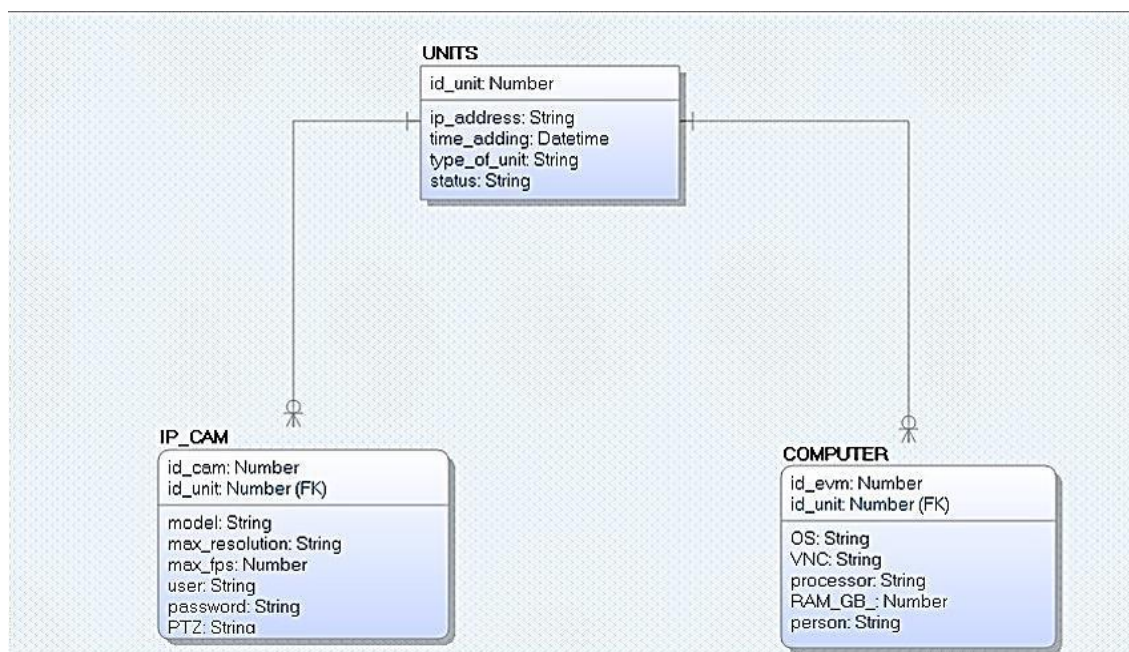 UNITS
id_unit: Number
ip_address: String
time_adding: Datetime
type_of_unit: String
status: String
IP_CAM
id_cam: Number
id_unit: Number (FK)
model: String
max_resolution: String
max_fps: Number
user: String
password: String
PTZ: String
COMPUTER
id_evm: Number
id_unit: Number (FK)
OS: String
VNC: String
processor: String
RAM_GB_: Number
person: String